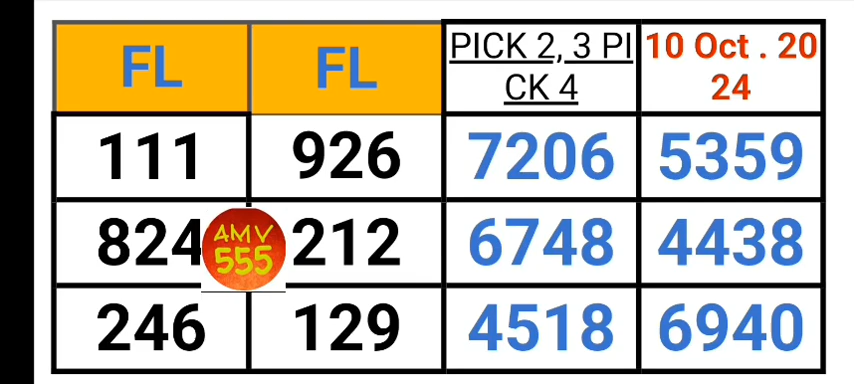 FL FL PICK 2, 3 PI 10 Oct . 20
CK 4 24
111 926 7206 5359
824 212 6748 4438
AMV
555
246 129 4518 6940